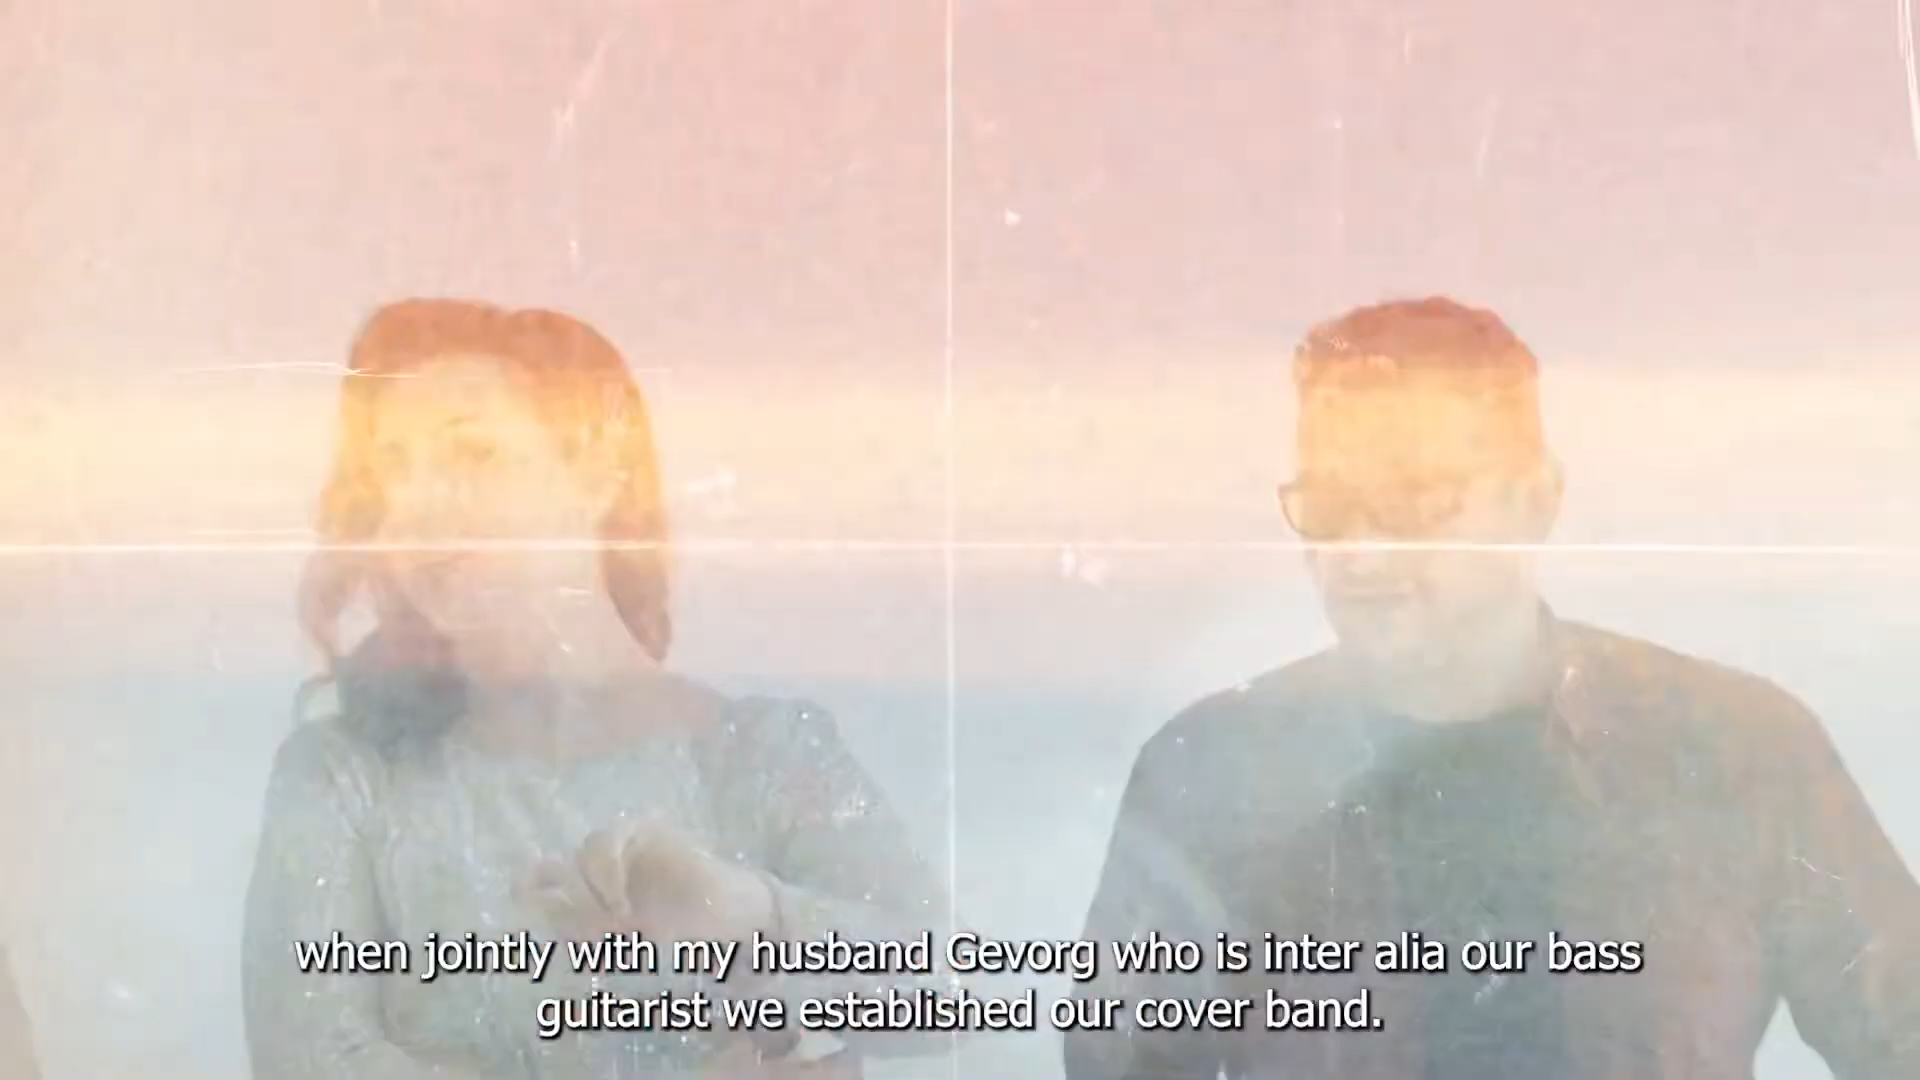 when jointly with my husband Gevorg who is inter alia our bass
guitarist we established our cover band.